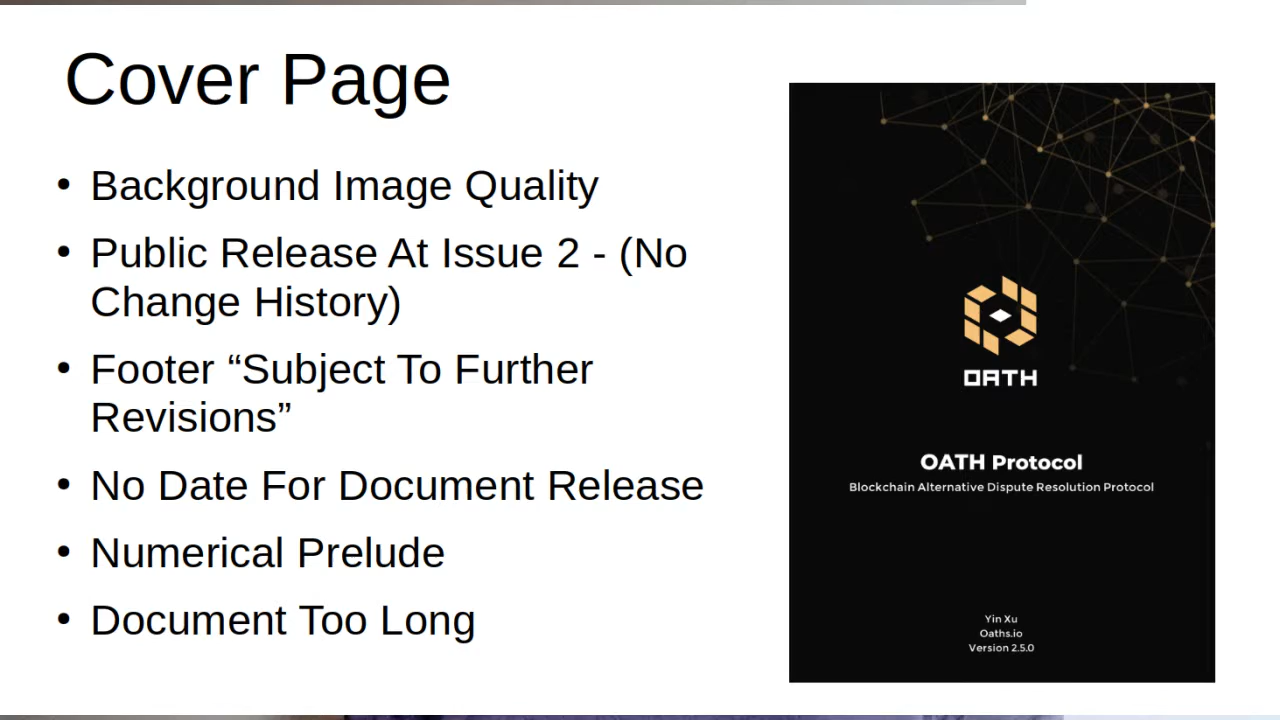 Cover Page
• Background Image Quality
• Public Release At Issue 2 - (No
Change History)
• Footer “Subject To Further
Revisions”
• No Date For Document Release
• Numerical Prelude
• Document Too Long
OATH
OATH Protocol
Blockchain Alternative Dispute Resolution Protocol
Yin Xu
Oaths.io
Version 2.5.0